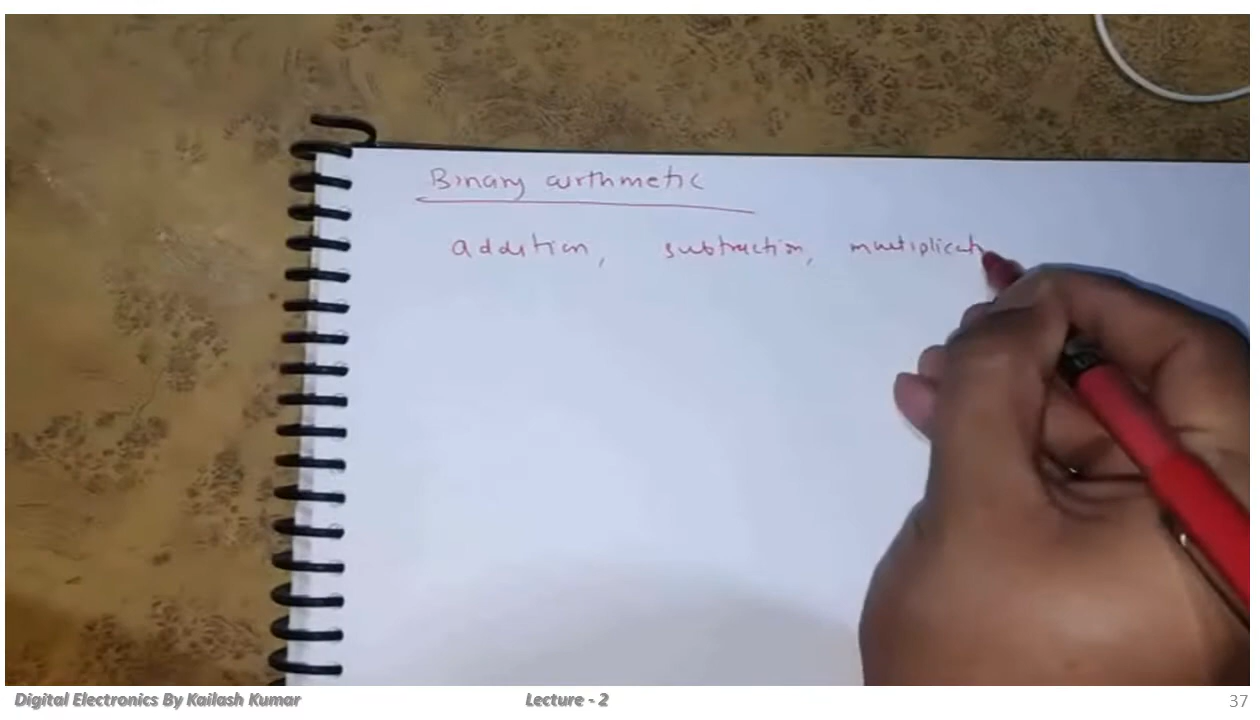 Binary arithmetic
addition, subtraction, multiplicati
Digital Electronics By Kailash Kumar Lecture - 2 37